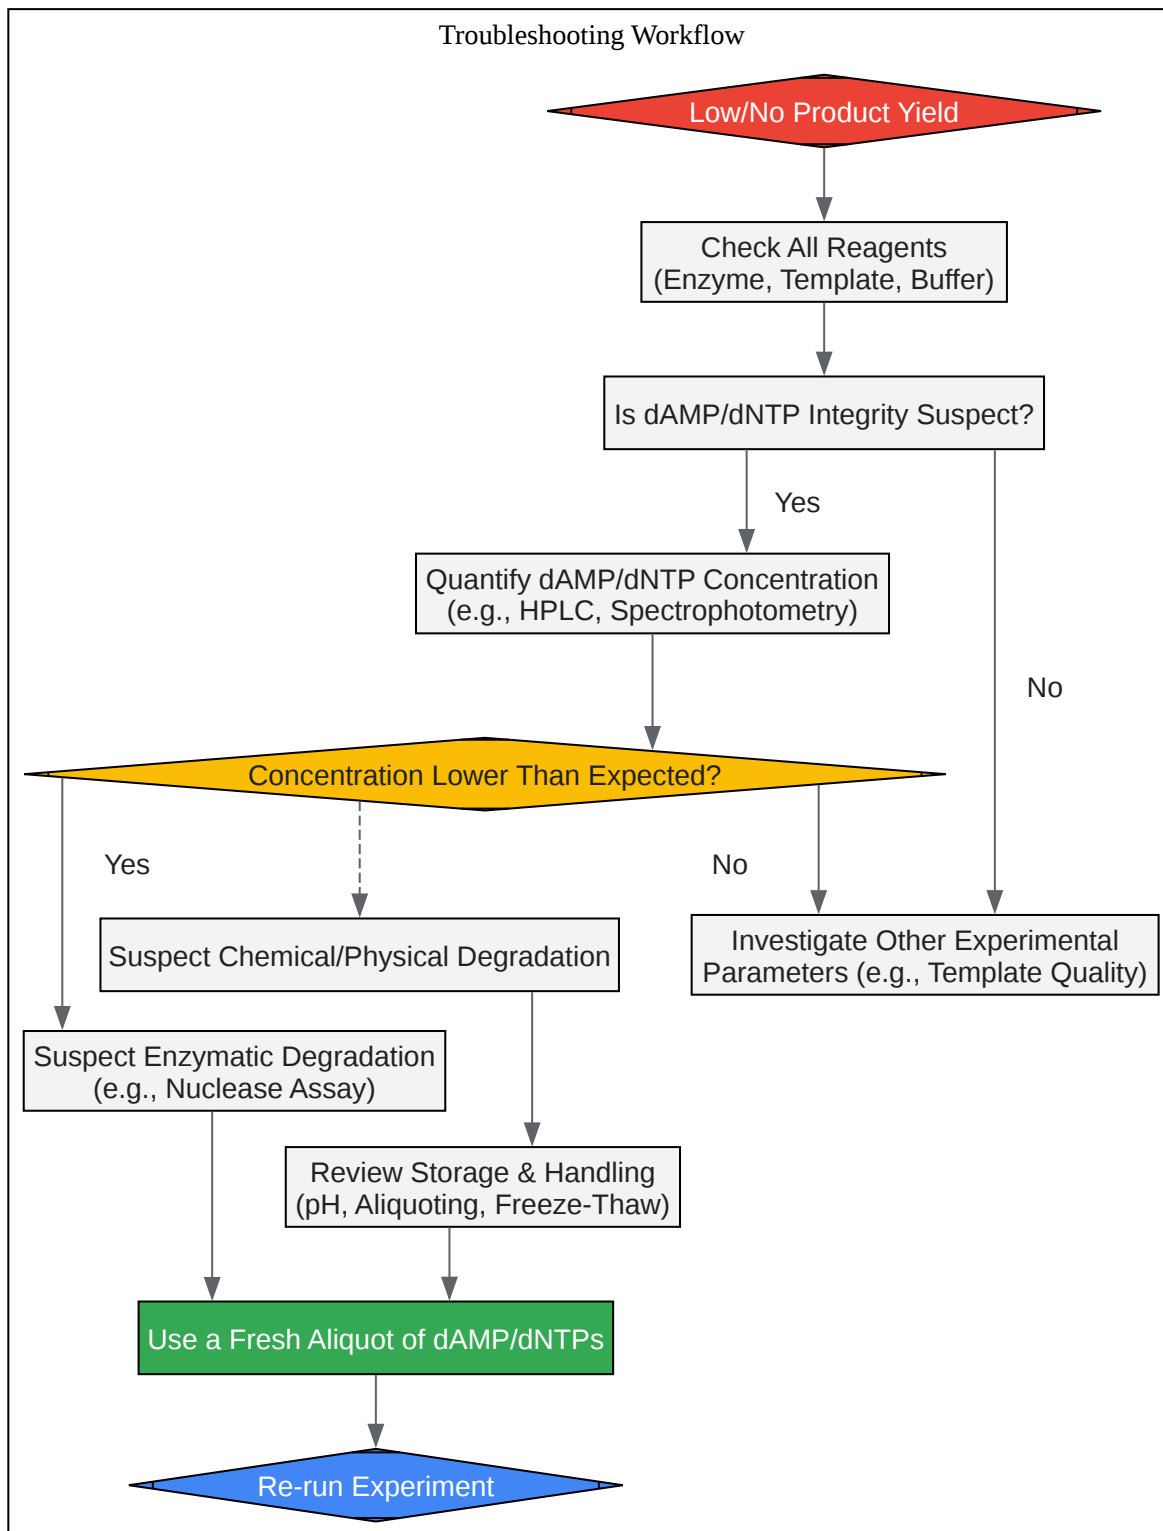 Troubleshooting Workflow
Low/No Product Yield
Check All Reagents
(Enzyme, Template, Buffer)
Is dAMP/dNTP Integrity Suspect?
Yes
Quantify dAMP/dNTP Concentration
(e.g., HPLC, Spectrophotometry)
No
Concentration Lower Than Expected?
Yes
No
Suspect Chemical/Physical Degradation
Investigate Other Experimental
Parameters (e.g., Template Quality)
Suspect Enzymatic Degradation
(e.g., Nuclease Assay)
Review Storage & Handling
(pH, Aliquoting, Freeze-Thaw)
Use a Fresh Aliquot of dAMP/dNTPs
Re-run Experiment